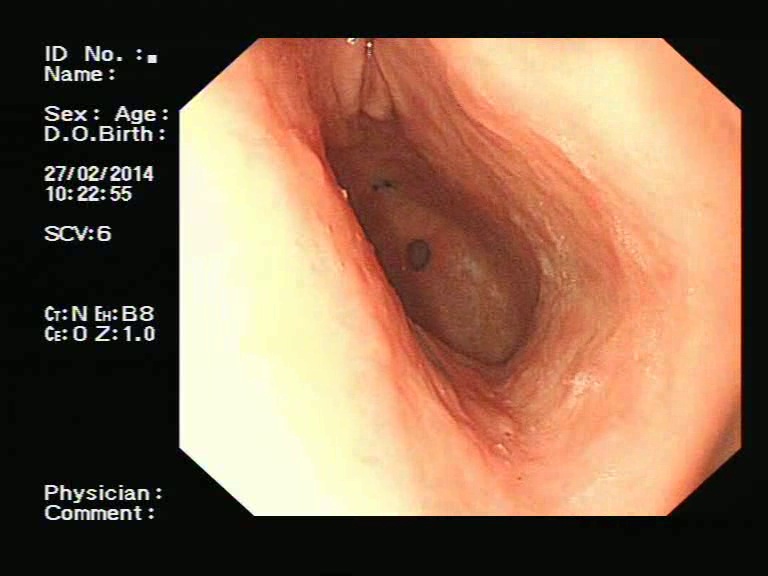 ID No. :
Name:
Sex: Age:
D.O.Birth:
27/02/2014
10:22:55
SCV:6
CT:N EH:B8
CE:0 Z:1.0
Physician:
Comment: